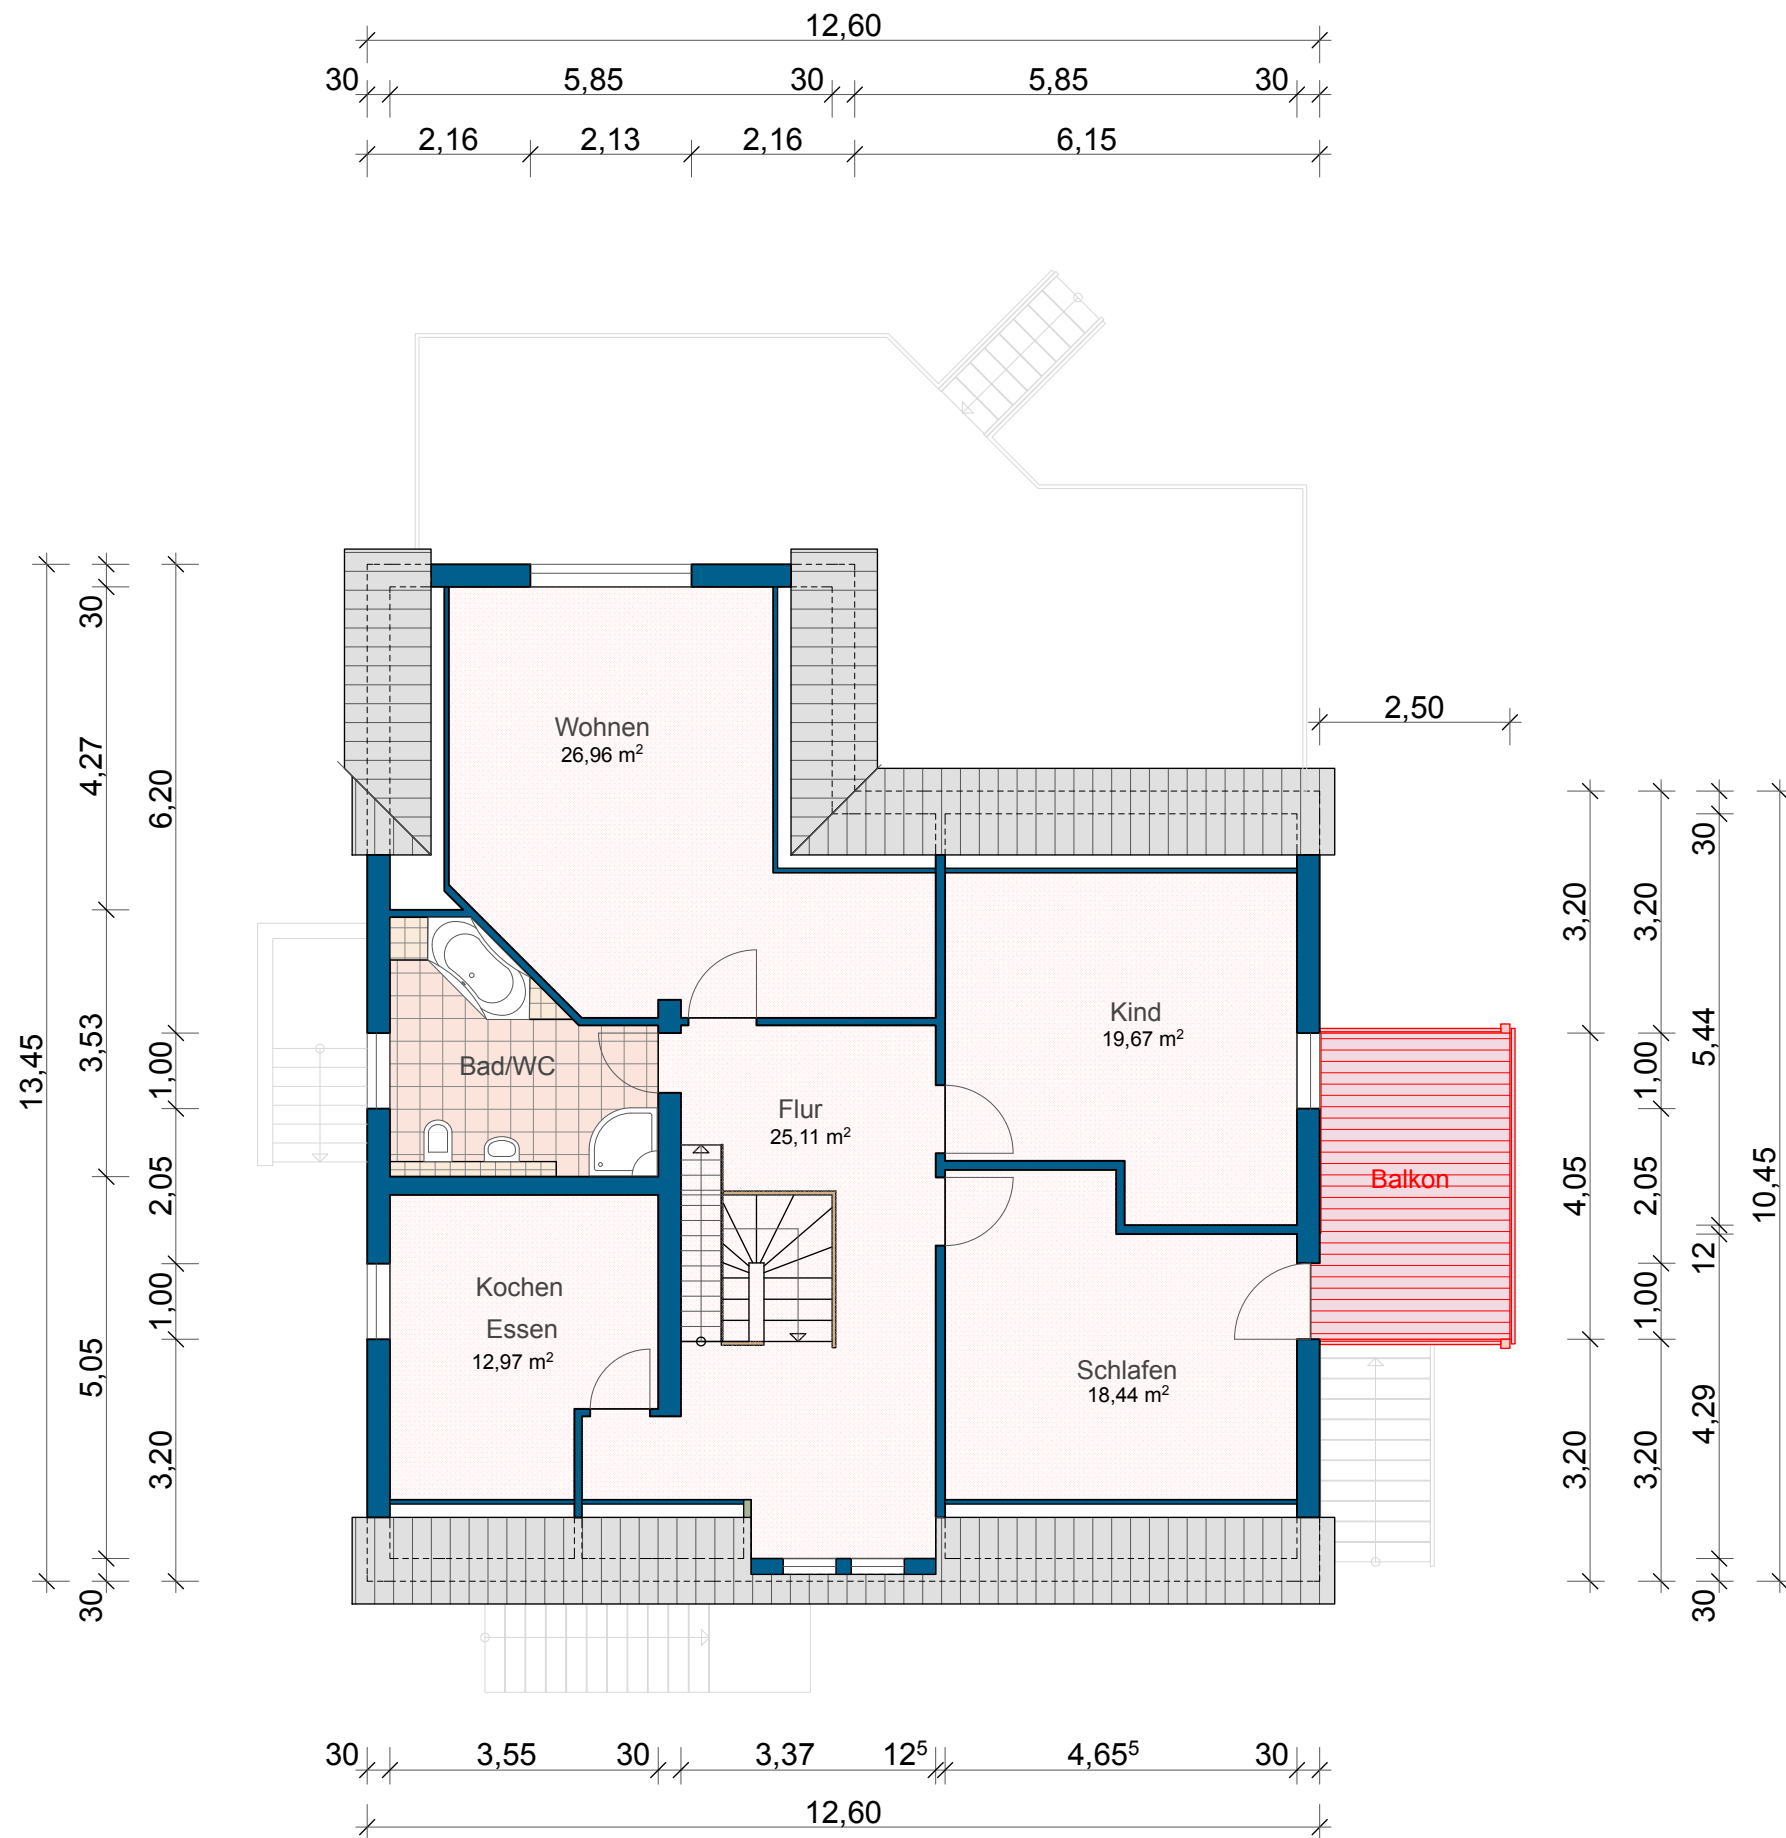 12,60
30 5,85 30 5,85 30
2,16 2,13 2,16 6,15
2,50
30
4,27
6,20
13,45
3,53
1,00
2,05
1,00
5,05
3,20
30
Wohnen
26,96 m²
Kind
19,67 m²
Bad/WC
Flur
25,11 m²
Balkon
Kochen
Essen
12,97 m²
Schlafen
18,44 m²
30
3,20
3,20
5,44
1,00
4,05
2,05
10,45
12
1,00
4,29
3,20
3,20
30
30 3,55 30 3,37 12⁵ 4,65⁵ 30
12,60